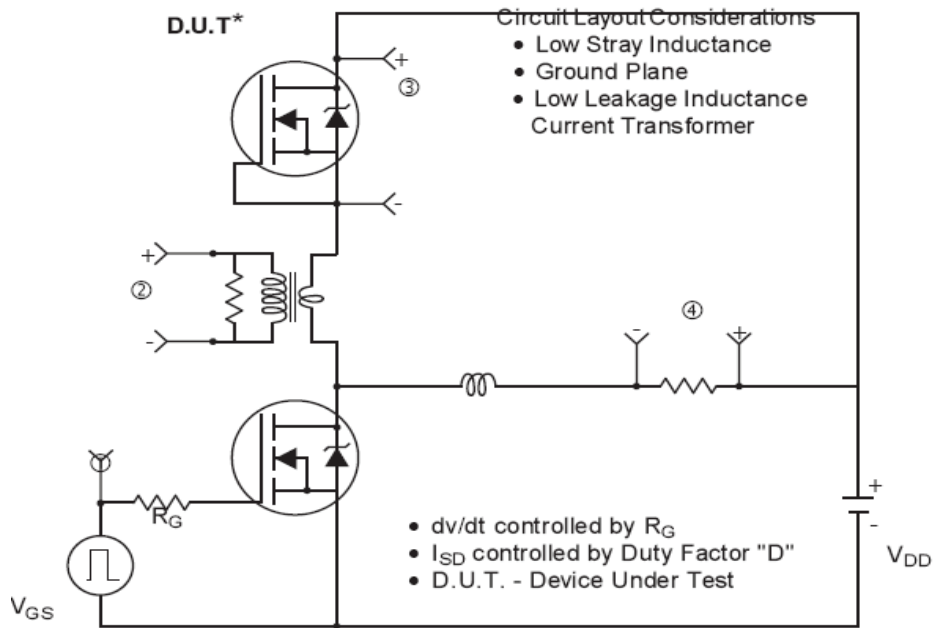 D.U.T*
Circuit Layout Considerations
• Low Stray Inductance
• Ground Plane
• Low Leakage Inductance
Current Transformer
+
③
-
+
②
-
④
-
+
R_G
V_GS
• dv/dt controlled by R_G
• I_SD controlled by Duty Factor "D"
• D.U.T. - Device Under Test
+
-
V_DD